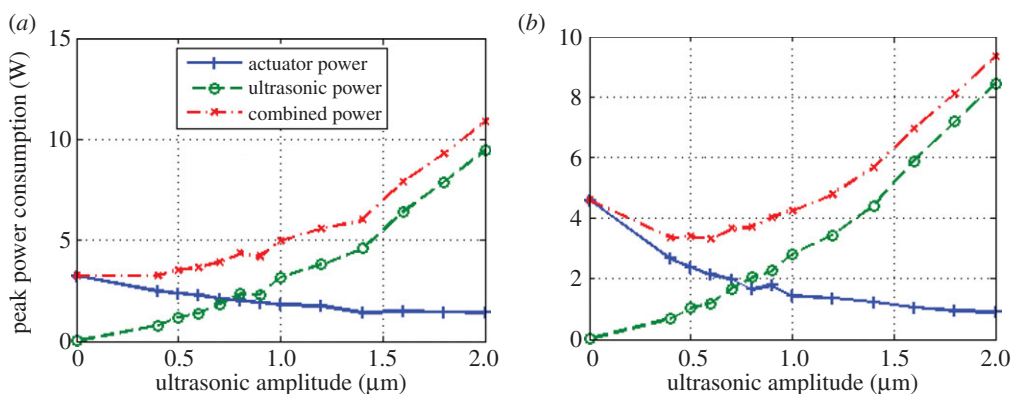 (a)
15
10
5
0
peak power consumption (W)
actuator power
ultrasonic power
combined power
0 0.5 1.0 1.5 2.0
ultrasonic amplitude (µm)
(b)
10
8
6
4
2
0
0 0.5 1.0 1.5 2.0
ultrasonic amplitude (µm)